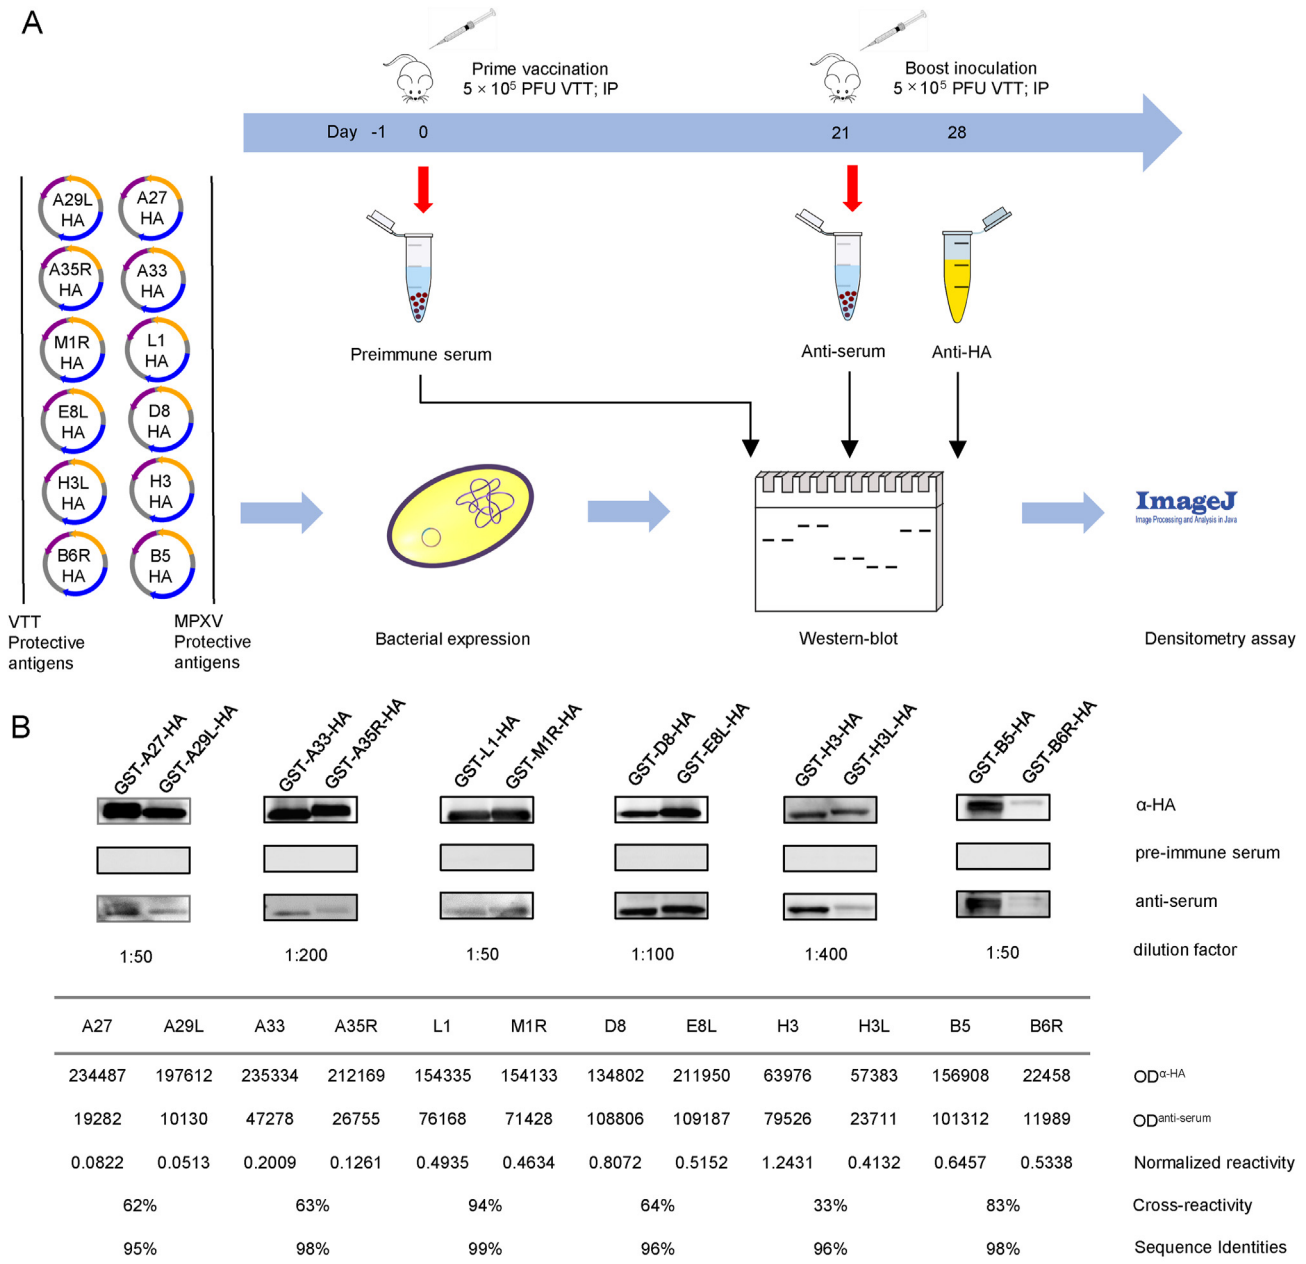 A
Prime vaccination
5 × 10⁵ PFU VTT; IP
Boost inoculation
5 × 10⁵ PFU VTT; IP
Day -1 0 21 28
A29L
HA
A27
HA
A35R
HA
A33
HA
M1R
HA
L1
HA
E8L
HA
D8
HA
H3L
HA
H3
HA
B6R
HA
B5
HA
VTT
Protective
antigens
MPXV
Protective
antigens
Preimmune serum
Anti-serum
Anti-HA
Bacterial expression
Western-blot
ImageJ
Image Processing and Analysis in Java
Densitometry assay
B
GST-A27-HA
GST-A29L-HA
GST-A33-HA
GST-A35R-HA
GST-L1-HA
GST-M1R-HA
GST-D8-HA
GST-E8L-HA
GST-H3-HA
GST-H3L-HA
GST-B5-HA
GST-B6R-HA
α-HA
pre-immune serum
anti-serum
1:50 1:200 1:50 1:100 1:400 1:50 dilution factor
A27 A29L A33 A35R L1 M1R D8 E8L H3 H3L B5 B6R
234487 197612 235334 212169 154335 154133 134802 211950 63976 57383 156908 22458 ODα-HA
19282 10130 47278 26755 76168 71428 108806 109187 79526 23711 101312 11989 ODanti-serum
0.0822 0.0513 0.2009 0.1261 0.4935 0.4634 0.8072 0.5152 1.2431 0.4132 0.6457 0.5338 Normalized reactivity
62% 63% 94% 64% 33% 83% Cross-reactivity
95% 98% 99% 96% 96% 98% Sequence Identities